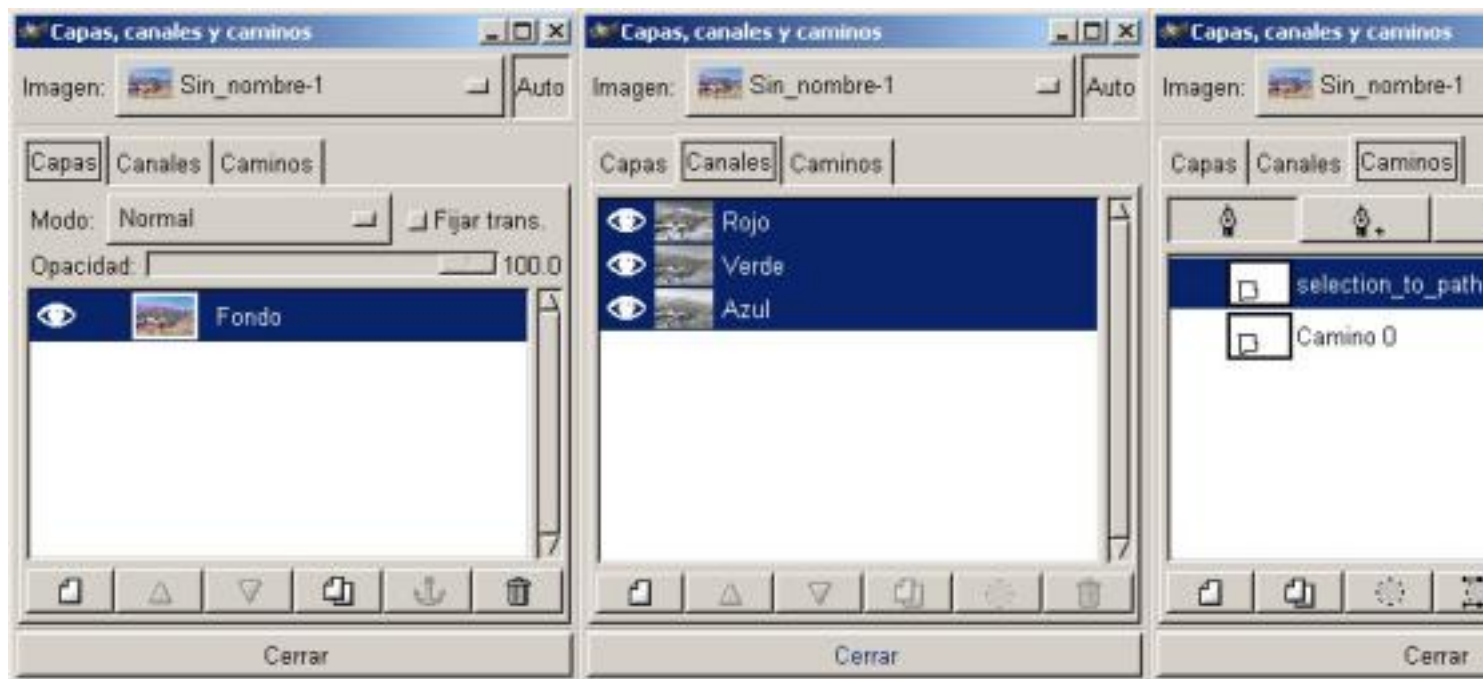 Capas, canales y caminos
Imagen: Sin_nombre-1 Auto
Capas Canales Caminos
Modo: Normal Fijar trans.
Opacidad: 100.0
Fondo
Cerrar
Capas, canales y caminos
Imagen: Sin_nombre-1 Auto
Capas Canales Caminos
Rojo
Verde
Azul
Cerrar
Capas, canales y caminos
Imagen: Sin_nombre-1
Capas Canales Caminos
selection_to_path
Camino 0
Cerrar